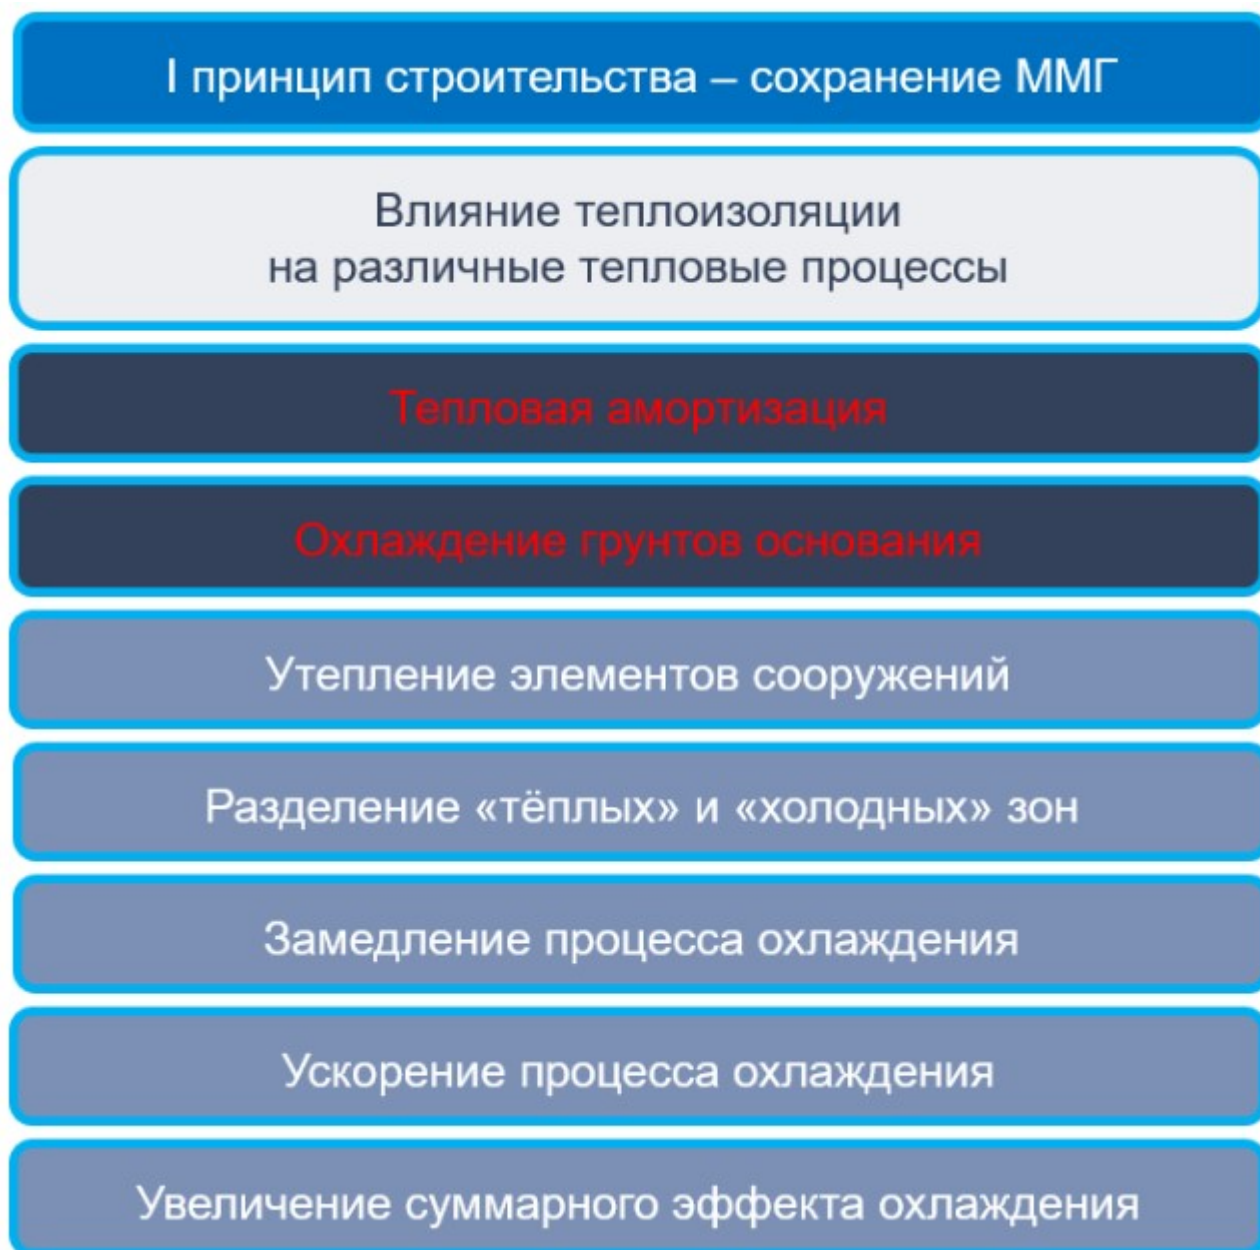 I принцип строительства – сохранение ММГ
Влияние теплоизоляции
на различные тепловые процессы
Тепловая амортизация
Охлаждение грунтов основания
Утепление элементов сооружений
Разделение «тёплых» и «холодных» зон
Замедление процесса охлаждения
Ускорение процесса охлаждения
Увеличение суммарного эффекта охлаждения